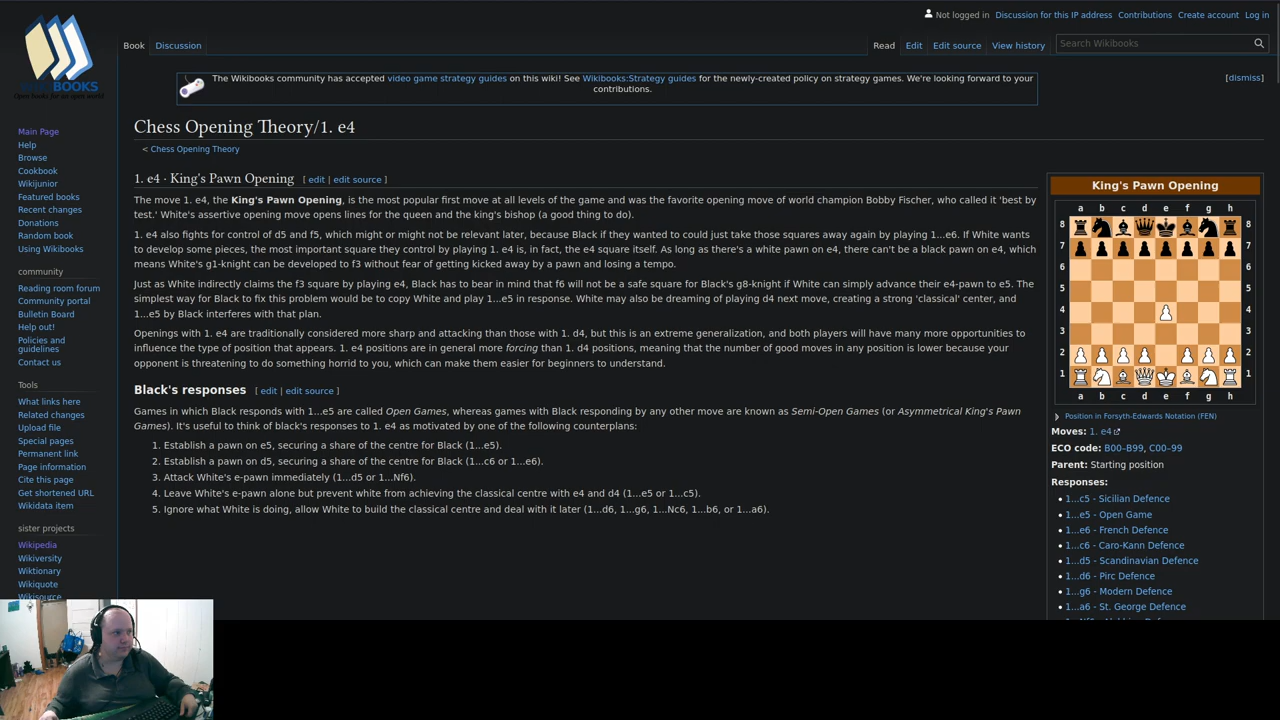 Not logged in Discussion for this IP address Contributions Create account Log in
BOOKS
Open books for an open world
Book Discussion
Read Edit Edit source View history
Search Wikibooks
The Wikibooks community has accepted video game strategy guides on this wiki! See Wikibooks:Strategy guides for the newly-created policy on strategy games. We're looking forward to your
contributions.
[dismiss]
Main Page
Help
Browse
Cookbook
Wikijunior
Featured books
Recent changes
Donations
Random book
Using Wikibooks
community
Reading room forum
Community portal
Bulletin Board
Help out!
Policies and
guidelines
Contact us
Tools
What links here
Related changes
Upload file
Special pages
Permanent link
Page information
Cite this page
Get shortened URL
Wikidata item
sister projects
Wikipedia
Wikiversity
Wiktionary
Wikiquote
Wikisource
Chess Opening Theory/1. e4
< Chess Opening Theory
1. e4 · King's Pawn Opening [ edit | edit source ]
The move 1. e4, the King's Pawn Opening, is the most popular first move at all levels of the game and was the favorite opening move of world champion Bobby Fischer, who called it 'best by
test.' White's assertive opening move opens lines for the queen and the king's bishop (a good thing to do).
1. e4 also fights for control of d5 and f5, which might or might not be relevant later, because Black if they wanted to could just take those squares away again by playing 1...e6. If White wants
to develop some pieces, the most important square they control by playing 1. e4 is, in fact, the e4 square itself. As long as there's a white pawn on e4, there can't be a black pawn on e4, which
means White's g1-knight can be developed to f3 without fear of getting kicked away by a pawn and losing a tempo.
Just as White indirectly claims the f3 square by playing e4, Black has to bear in mind that f6 will not be a safe square for Black's g8-knight if White can simply advance their e4-pawn to e5. The
simplest way for Black to fix this problem would be to copy White and play 1...e5 in response. White may also be dreaming of playing d4 next move, creating a strong 'classical' center, and
1...e5 by Black interferes with that plan.
Openings with 1. e4 are traditionally considered more sharp and attacking than those with 1. d4, but this is an extreme generalization, and both players will have many more opportunities to
influence the type of position that appears. 1. e4 positions are in general more forcing than 1. d4 positions, meaning that the number of good moves in any position is lower because your
opponent is threatening to do something horrid to you, which can make them easier for beginners to understand.
Black's responses [ edit | edit source ]
Games in which Black responds with 1...e5 are called Open Games, whereas games with Black responding by any other move are known as Semi-Open Games (or Asymmetrical King's Pawn
Games). It's useful to think of black's responses to 1. e4 as motivated by one of the following counterplans:
1. Establish a pawn on e5, securing a share of the centre for Black (1...e5).
2. Establish a pawn on d5, securing a share of the centre for Black (1...c6 or 1...e6).
3. Attack White's e-pawn immediately (1...d5 or 1...Nf6).
4. Leave White's e-pawn alone but prevent white from achieving the classical centre with e4 and d4 (1...e5 or 1...c5).
5. Ignore what White is doing, allow White to build the classical centre and deal with it later (1...d6, 1...g6, 1...Nc6, 1...b6, or 1...a6).
King's Pawn Opening
a b c d e f g h
8 8
7 7
6 6
5 5
4 4
3 3
2 2
1 1
a b c d e f g h
Position in Forsyth-Edwards Notation (FEN)
Moves: 1. e4
ECO code: B00–B99, C00–99
Parent: Starting position
Responses:
• 1...c5 - Sicilian Defence
• 1...e5 - Open Game
• 1...e6 - French Defence
• 1...c6 - Caro-Kann Defence
• 1...d5 - Scandinavian Defence
• 1...d6 - Pirc Defence
• 1...g6 - Modern Defence
• 1...a6 - St. George Defence